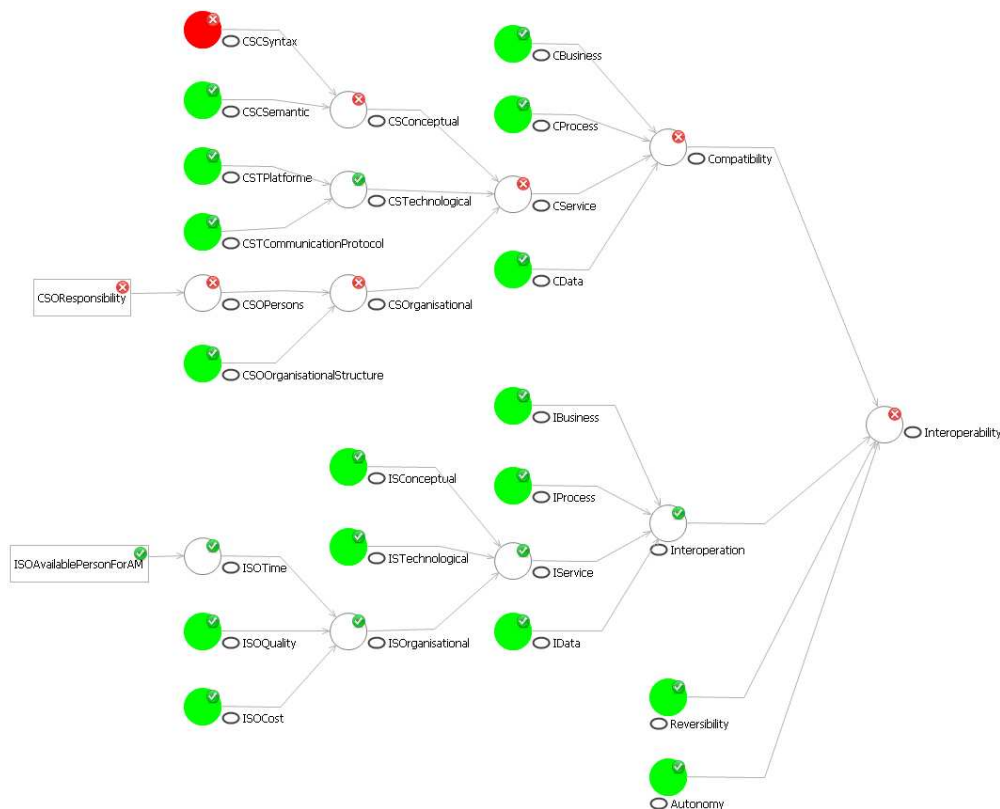 CSCSyntax
CBusiness
CSCSemantic
CSConceptual
CProcess
Compatibility
CSTPlatforme
CSTechnological
CService
CSTCommunicationProtocol
CData
CSOResponsibility
CSOPersons
CSOrganisational
CSOOrganisationalStructure
IBusiness
Interoperability
ISConceptual
IProcess
Interoperation
ISOAvailablePersonForAM
ISOTime
ISTechnological
IService
ISOQuality
ISOrganisational
IData
ISOCost
Reversibility
Autonomy